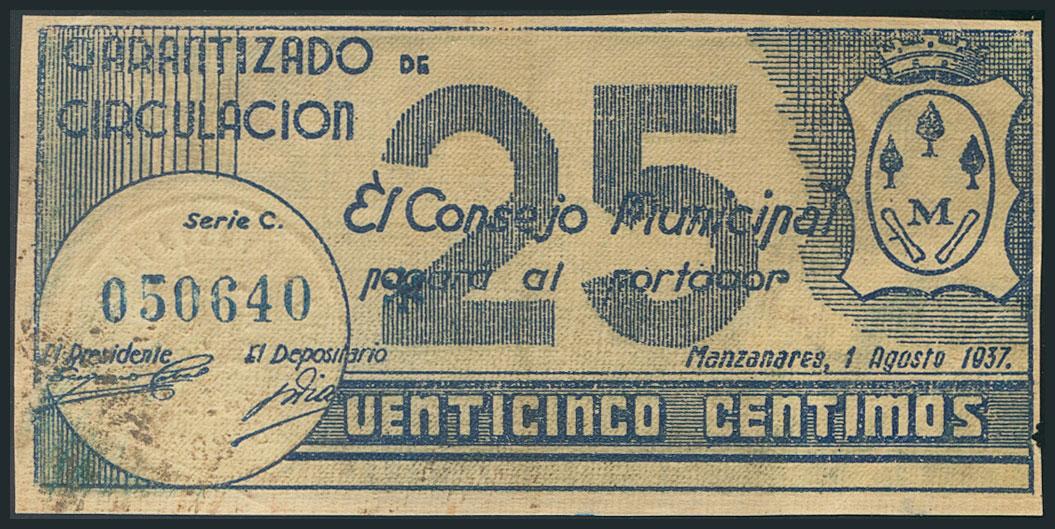 GARANTIZADO DE
CIRCULACION
25
El Consejo Municipal
pagará al portador
Serie C.
050640
El Presidente El Depositario
Manzanares, 1 Agosto 1937.
VENTICINCO CENTIMOS
M